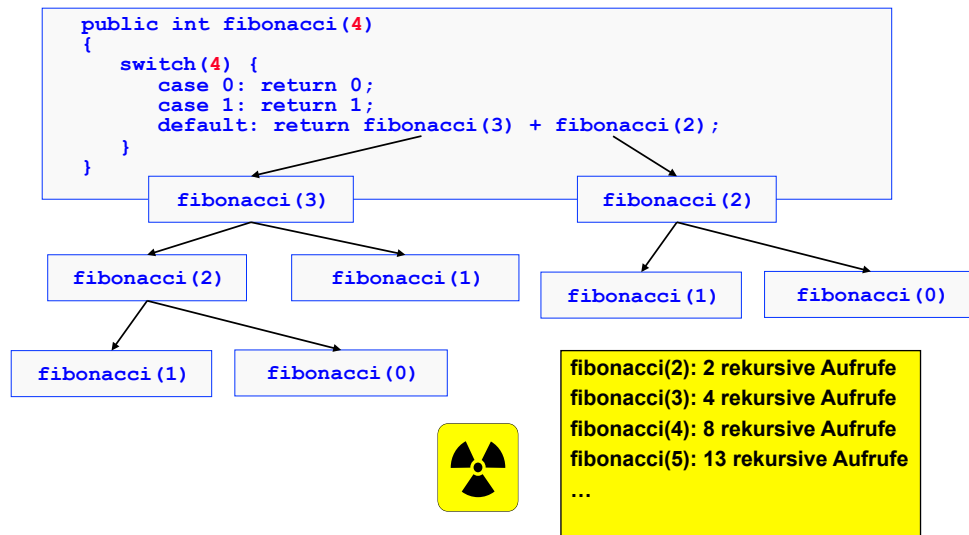 public int fibonacci(4)
{
switch(4) {
case 0: return 0;
case 1: return 1;
default: return fibonacci(3) + fibonacci(2);
}
}
fibonacci(3)
fibonacci(2)
fibonacci(2)
fibonacci(1)
fibonacci(1)
fibonacci(0)
fibonacci(1)
fibonacci(0)
fibonacci(2): 2 rekursive Aufrufe
fibonacci(3): 4 rekursive Aufrufe
fibonacci(4): 8 rekursive Aufrufe
fibonacci(5): 13 rekursive Aufrufe
…